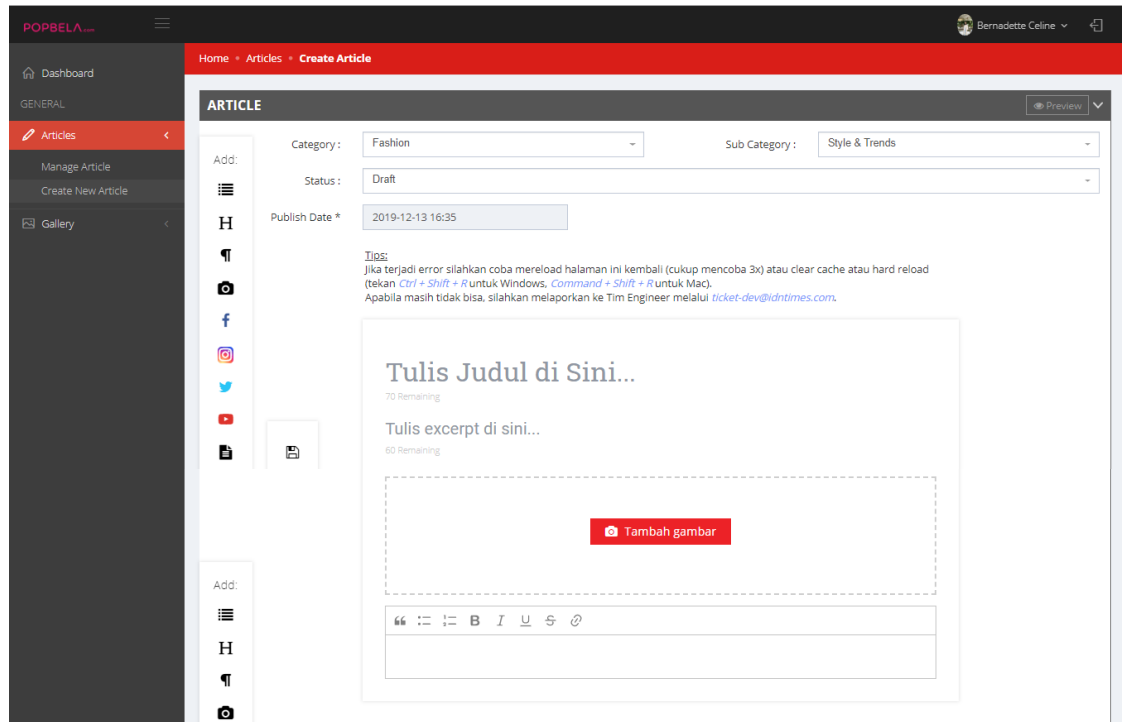 POPBELA.com
Bernadette Celine
Home • Articles • Create Article
Dashboard
GENERAL
Articles
Manage Article
Create New Article
Gallery
ARTICLE
Preview
Add:
H
Category :
Fashion
Sub Category :
Style & Trends
Status :
Draft
Publish Date *
2019-12-13 16:35
Tips:
Jika terjadi error silahkan coba mereload halaman ini kembali (cukup mencoba 3x) atau clear cache atau hard reload
(tekan Ctrl + Shift + R untuk Windows, Command + Shift + R untuk Mac).
Apabila masih tidak bisa, silahkan melaporkan ke Tim Engineer melalui ticket-dev@idntimes.com.
Tulis Judul di Sini...
70 Remaining
Tulis excerpt di sini...
60 Remaining
Tambah gambar
B I U S
Add:
H